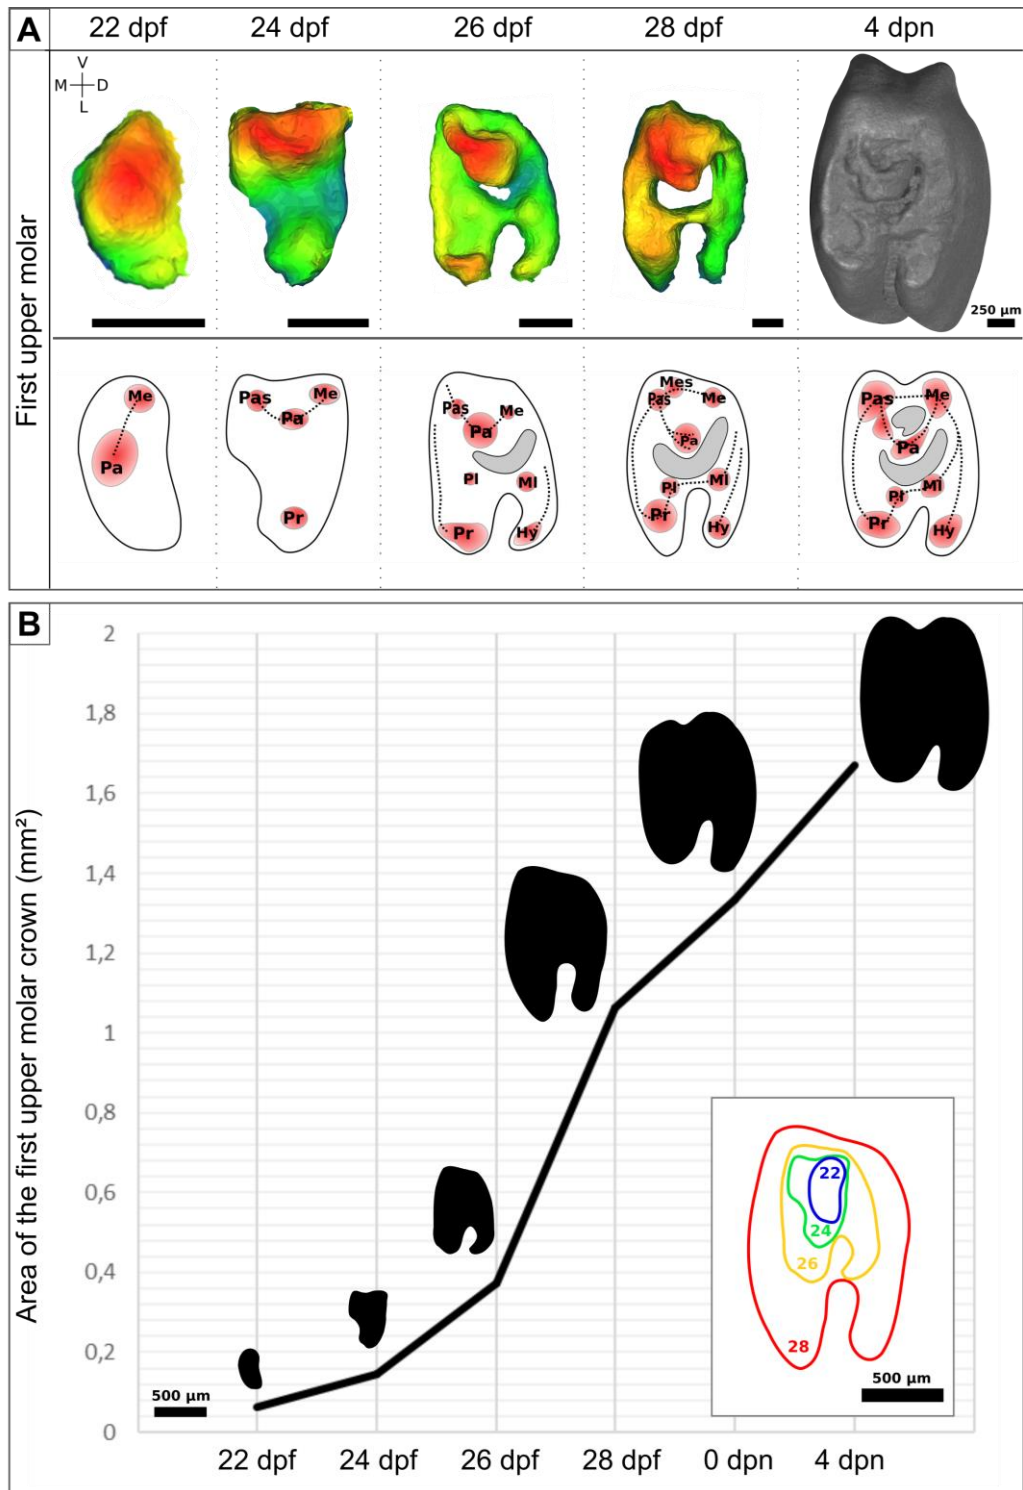 A
22 dpf
24 dpf
26 dpf
28 dpf
4 dpn
First upper molar
V
M D
L
250 µm
Me
Pa
Pas
Me
Pa
Pr
Pas
Me
Pa
Pl
Ml
Pr
Hy
Mes
Pas
Me
Pa
Pl
Ml
Pr
Hy
Pas
Me
Pa
Pl
Ml
Pr
Hy
B
Area of the first upper molar crown (mm²)
2
1,8
1,6
1,4
1,2
1
0,8
0,6
0,4
0,2
0
500 µm
22
24
26
28
500 µm
22 dpf
24 dpf
26 dpf
28 dpf
0 dpn
4 dpn